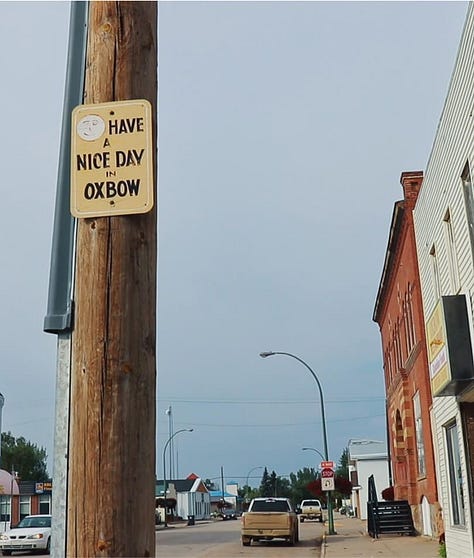 HAVE
A
NICE DAY
IN
OXBOW
STOP